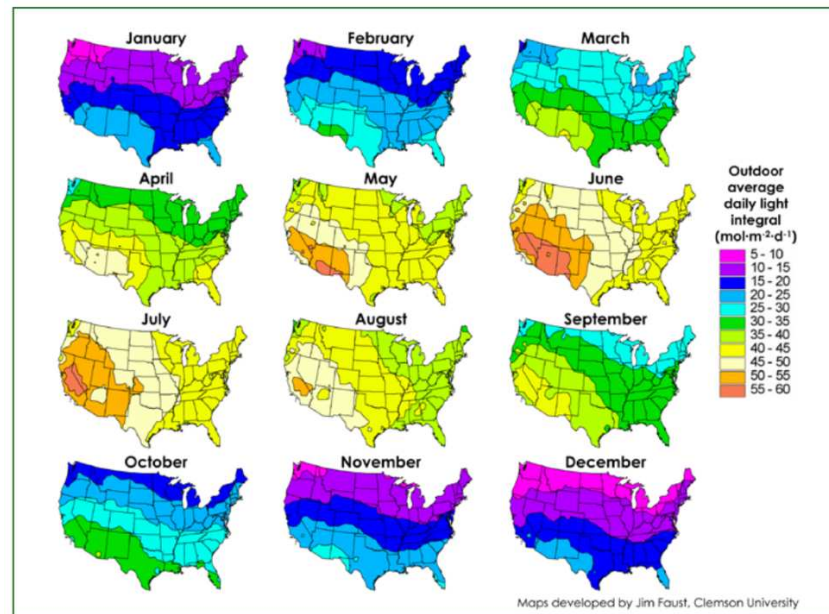 January February March
April May June
July August September
October November December
Outdoor
average
daily light
integral
(mol·m⁻²·d⁻¹)
5 - 10
10 - 15
15 - 20
20 - 25
25 - 30
30 - 35
35 - 40
40 - 45
45 - 50
50 - 55
55 - 60
Maps developed by Jim Faust, Clemson University